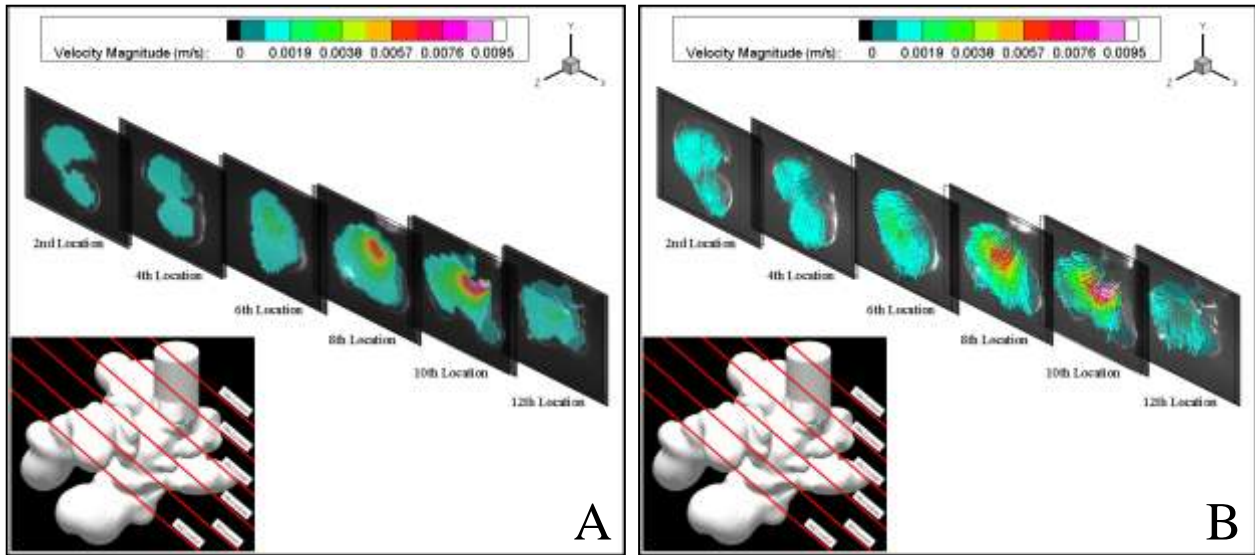 Velocity Magnitude (m/s): 0 0.0019 0.0038 0.0057 0.0076 0.0095
Y
Z X
2nd Location
4th Location
6th Location
8th Location
10th Location
12th Location
A
Velocity Magnitude (m/s): 0 0.0019 0.0038 0.0057 0.0076 0.0095
Y
Z X
2nd Location
4th Location
6th Location
8th Location
10th Location
12th Location
B